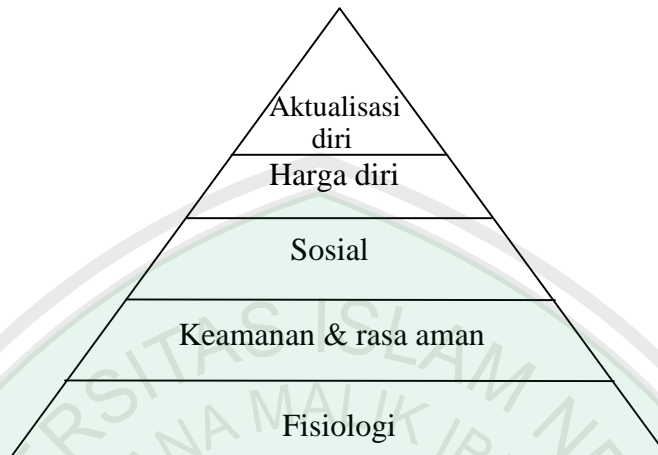 Aktualisasi
diri
Harga diri
Sosial
Keamanan & rasa aman
Fisiologi